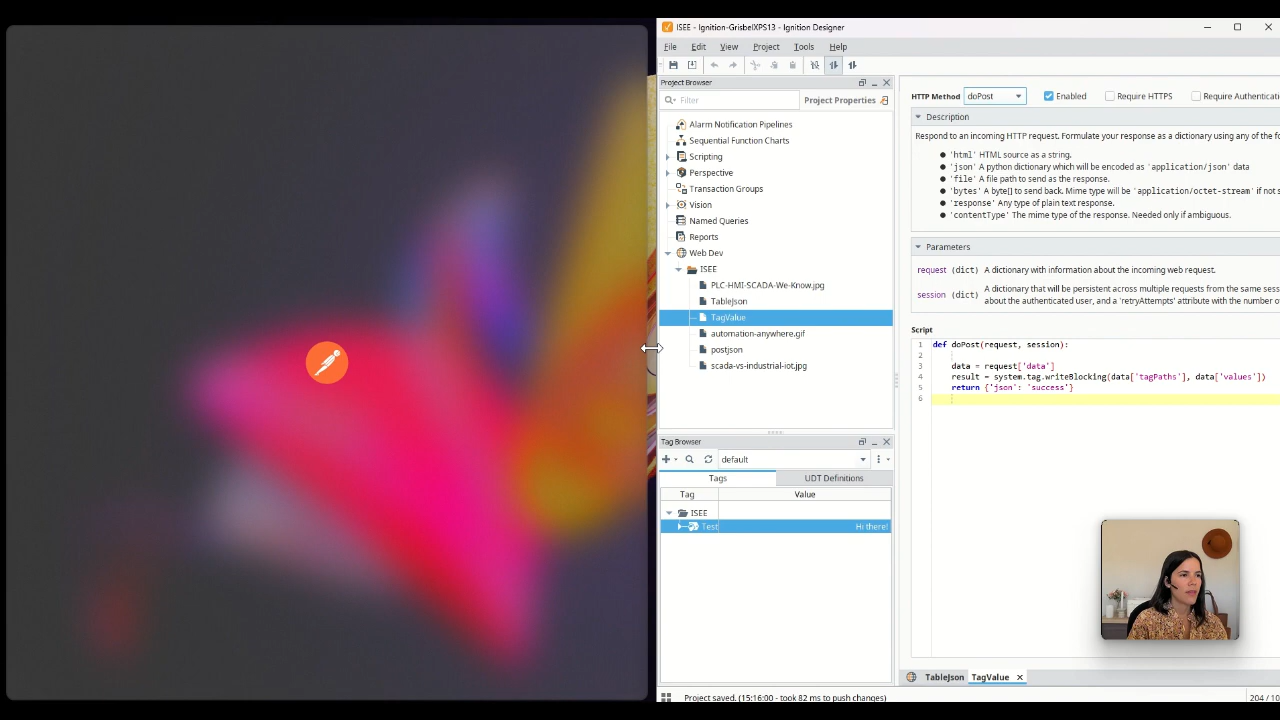 ISEE - Ignition-GrisbelXPS13 - Ignition Designer
File Edit View Project Tools Help
Project Browser
Filter Project Properties
Alarm Notification Pipelines
Sequential Function Charts
Scripting
Perspective
Transaction Groups
Vision
Named Queries
Reports
Web Dev
ISEE
PLC-HMI-SCADA-We-Know.jpg
TableJson
TagValue
automation-anywhere.gif
postjson
scada-vs-industrial-iot.jpg
Tag Browser
default
Tags UDT Definitions
Tag Value
ISEE
Test Hi there!
HTTP Method doPost Enabled Require HTTPS Require Authenticati
Description
Respond to an incoming HTTP request. Formulate your response as a dictionary using any of the fo
● 'html' HTML source as a string.
● 'json' A python dictionary which will be encoded as 'application/json' data
● 'file' A file path to send as the response.
● 'bytes' A byte[] to send back. Mime type will be 'application/octet-stream' if not s
● 'response' Any type of plain text response.
● 'contentType' The mime type of the response. Needed only if ambiguous.
Parameters
request (dict) A dictionary with information about the incoming web request.
session (dict) A dictionary that will be persistent across multiple requests from the same sess
about the authenticated user, and a 'retryAttempts' attribute with the number o
Script
1 def doPost(request, session):
2
3 data = request['data']
4 result = system.tag.writeBlocking(data['tagPaths'], data['values'])
5 return {'json': 'success'}
6
TableJson TagValue
Project saved. (15:16:00 - took 82 ms to push changes) 204 / 10